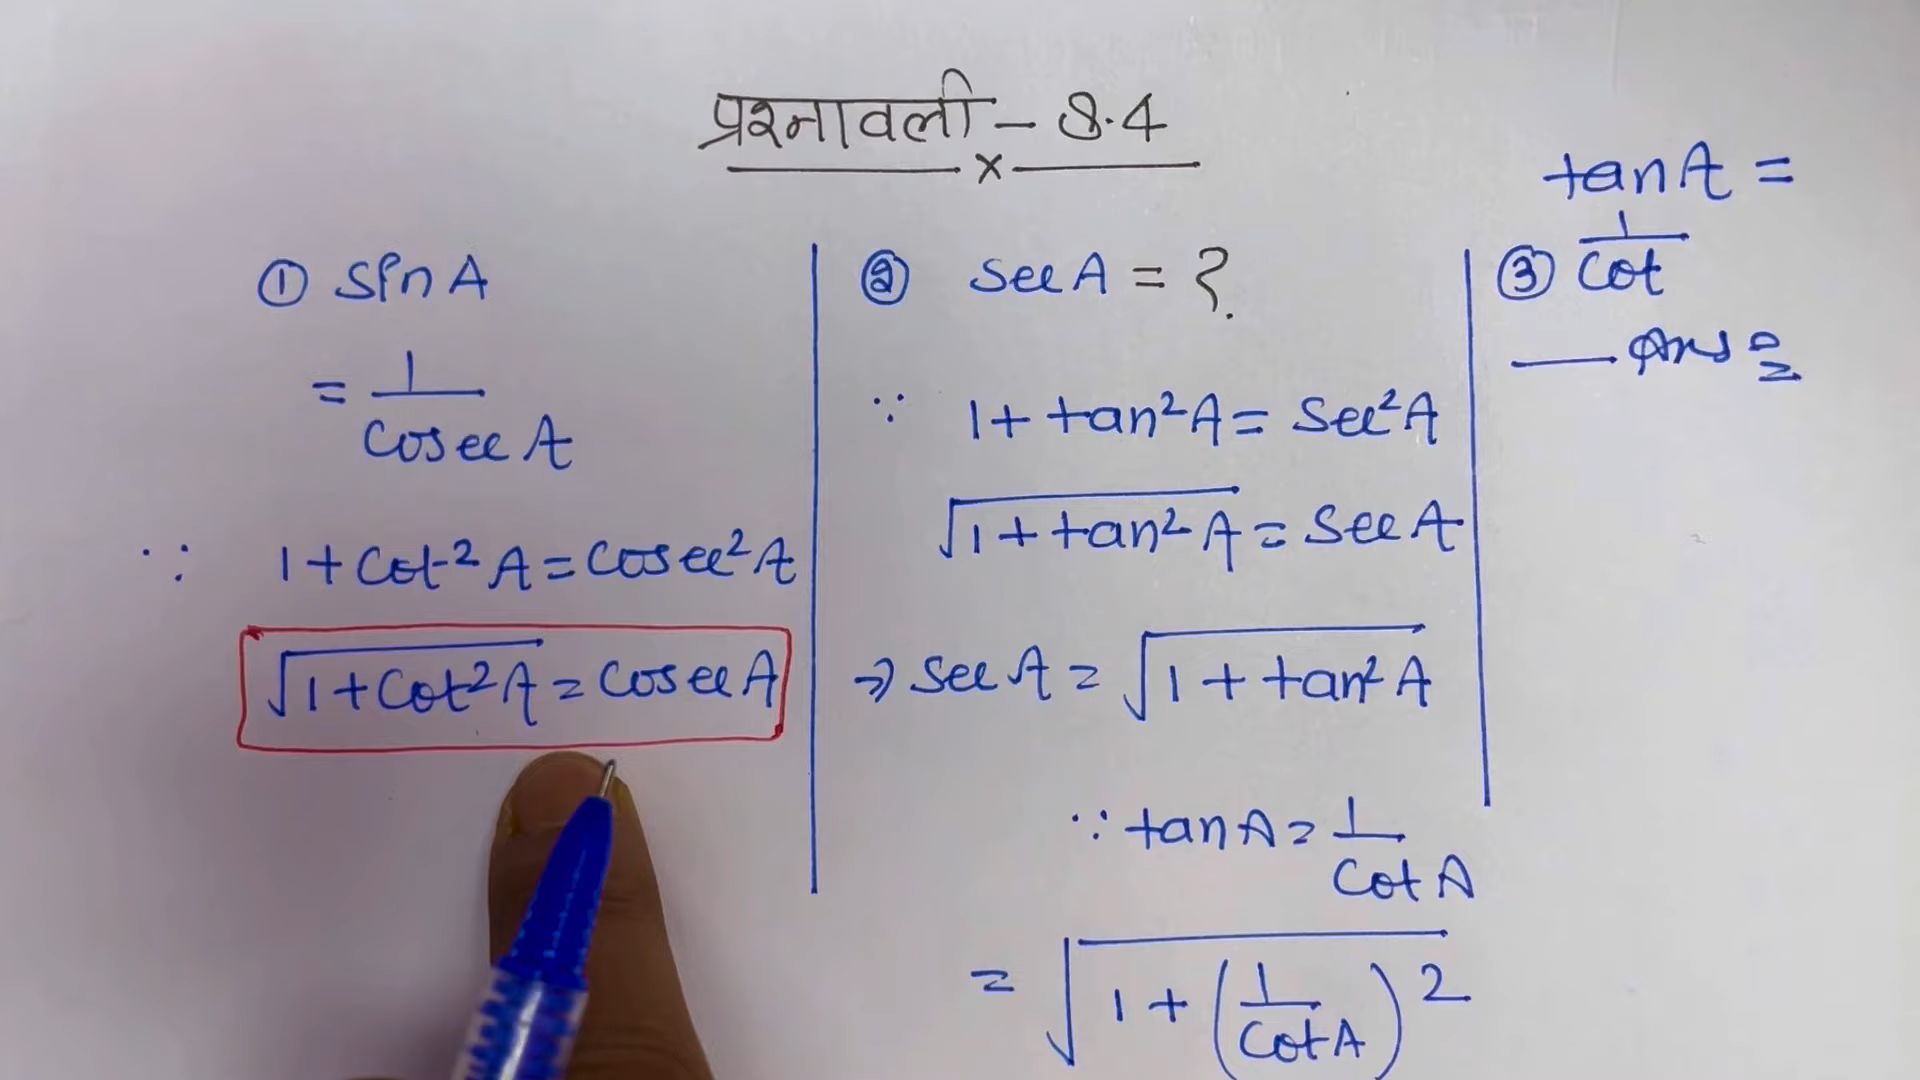 प्रश्नावली - 8.4
x
① sin A
= 1/cosec A
∵ 1 + cot²A = cosec²A
√(1 + cot²A) = cosec A
② sec A = ?
∵ 1 + tan²A = sec²A
√(1 + tan²A) = sec A
⇒ sec A = √(1 + tan²A)
∵ tan A = 1/cot A
= √(1 + (1/cot A)²)
tan A =
③ 1/cot
— Ans